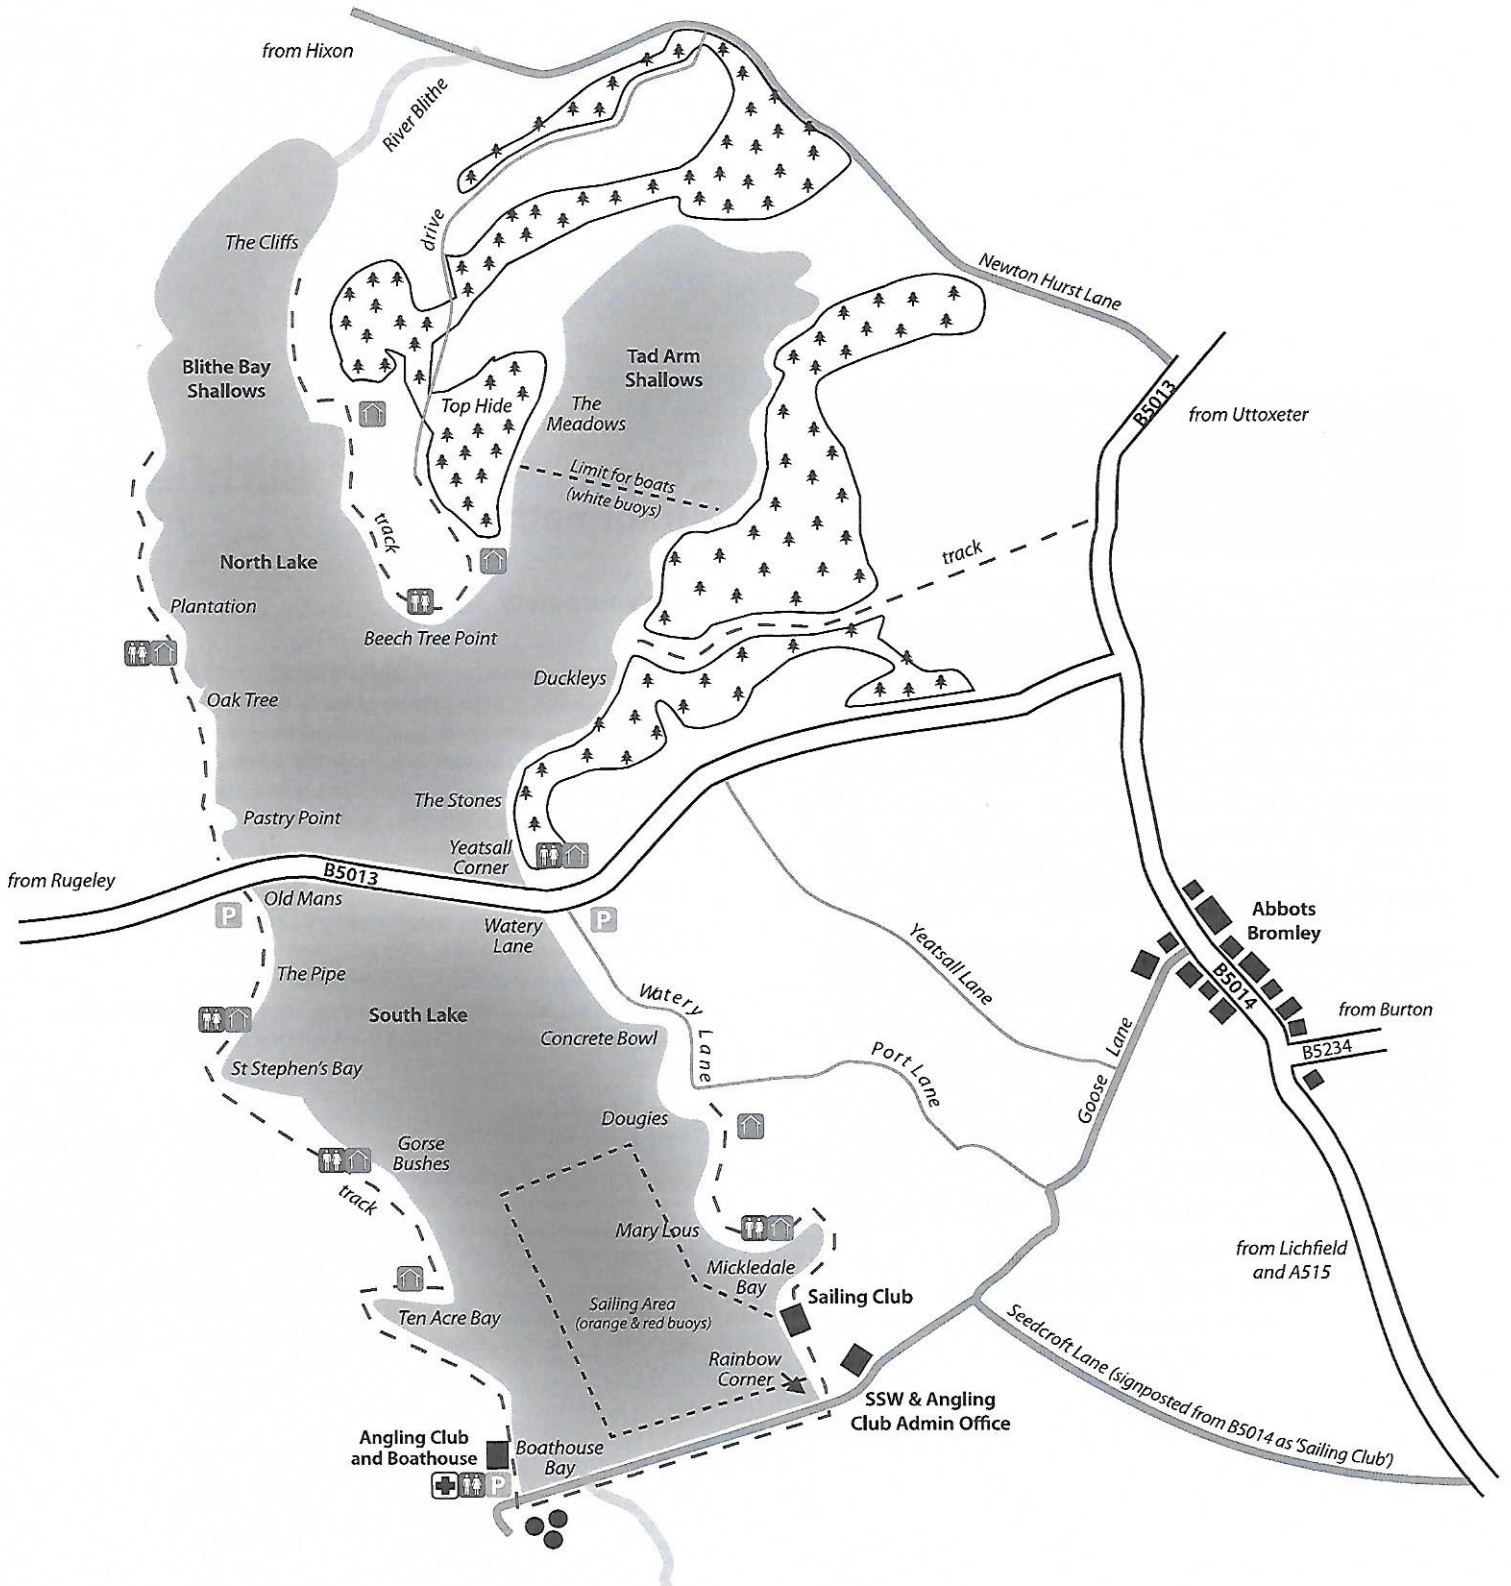 from Hixon
River Blithe
The Cliffs
drive
Newton Hurst Lane
Blithe Bay
Shallows
Tad Arm
Shallows
Top Hide
The
Meadows
B5013
from Uttoxeter
Limit for boats
(white buoys)
track
track
North Lake
Plantation
Beech Tree Point
Duckleys
Oak Tree
The Stones
Pastry Point
Yeatsall
Corner
from Rugeley
B5013
Old Mans
P
P
Watery
Lane
Abbots
Bromley
Yeatsall Lane
B5014
The Pipe
Watery Lane
from Burton
B5234
South Lake
Concrete Bowl
Port Lane
Goose Lane
St Stephen's Bay
Dougies
Gorse
Bushes
track
Mary Lous
Mickledale
Bay
from Lichfield
and A515
Sailing Club
Sailing Area
(orange & red buoys)
Ten Acre Bay
Seedcroft Lane (signposted from B5014 as 'Sailing Club')
Rainbow
Corner
SSW & Angling
Club Admin Office
Angling Club
and Boathouse
Boathouse
Bay
P